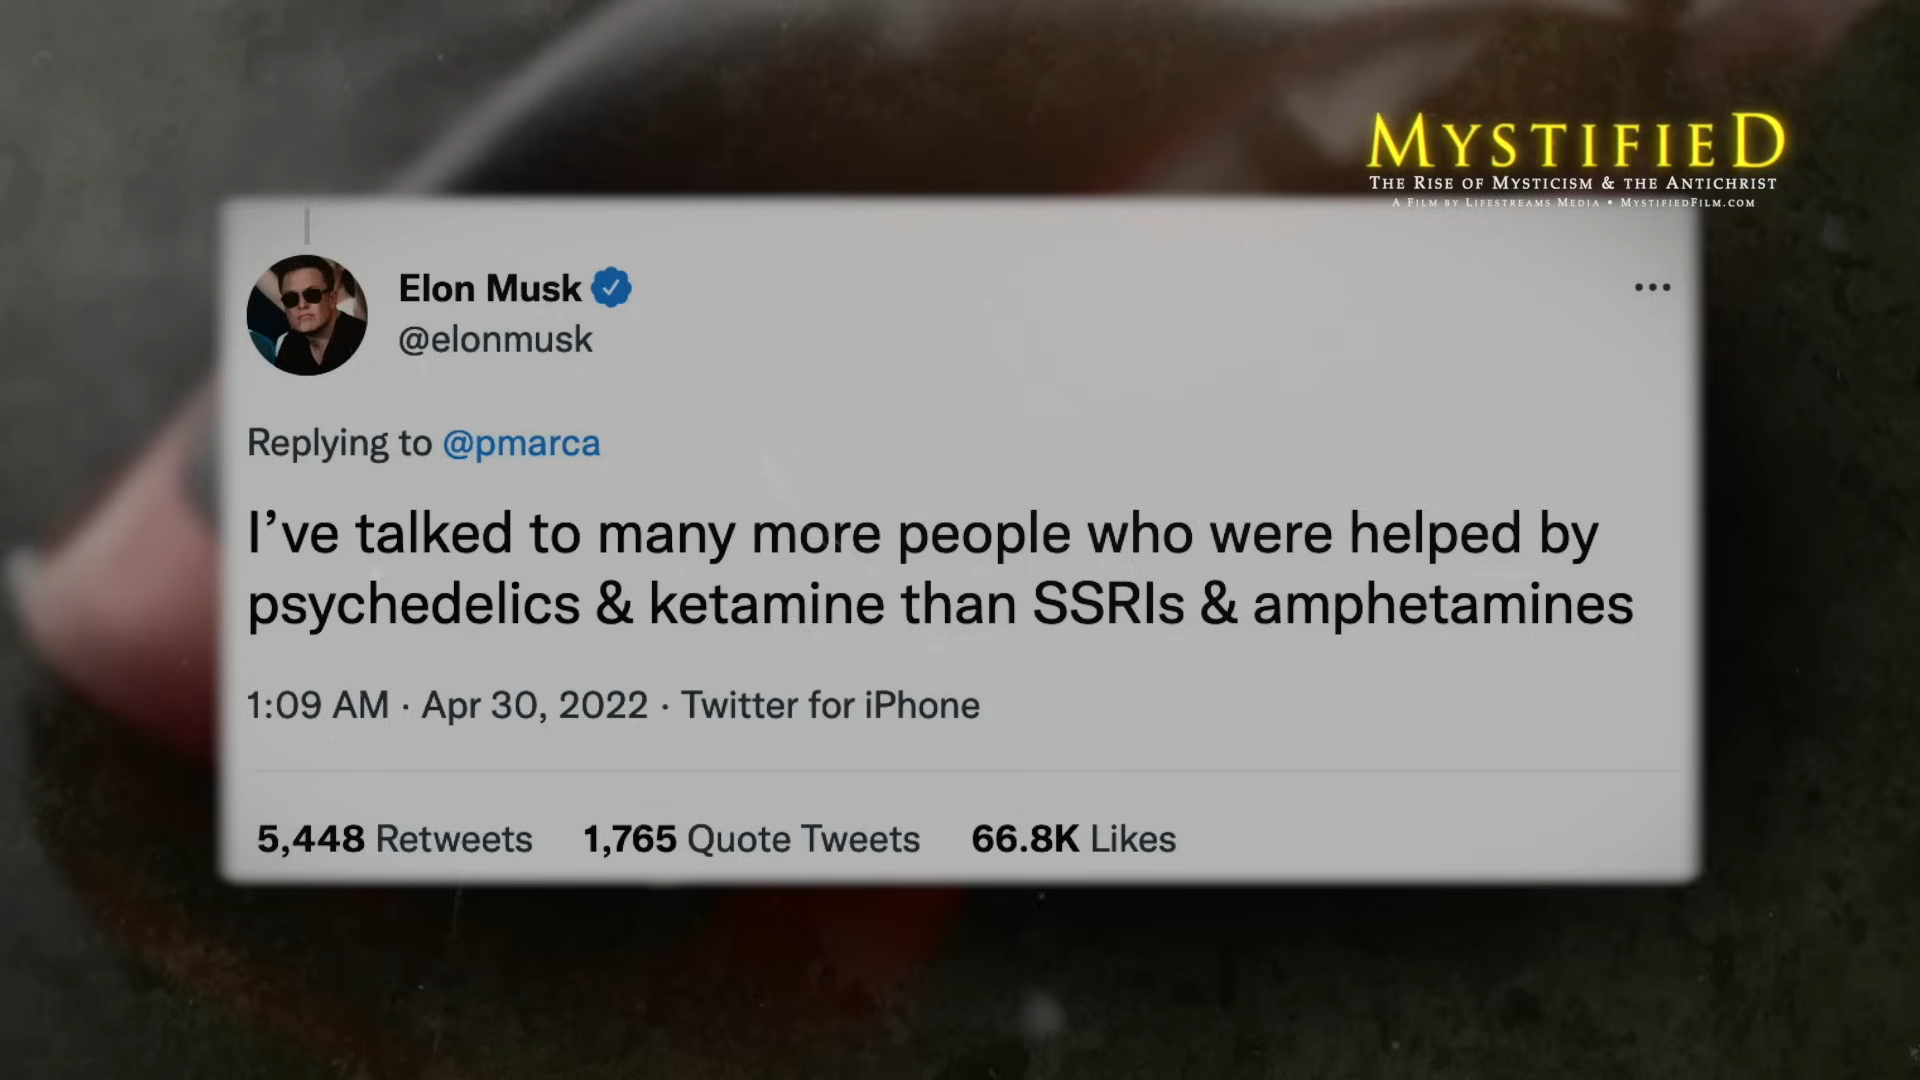 MYSTIFIED
THE RISE OF MYSTICISM & THE ANTICHRIST
A FILM BY LIFESTREAMS MEDIA • MYSTIFIEDFILM.COM
Elon Musk
@elonmusk
Replying to @pmarca
I’ve talked to many more people who were helped by
psychedelics & ketamine than SSRIs & amphetamines
1:09 AM · Apr 30, 2022 · Twitter for iPhone
5,448 Retweets 1,765 Quote Tweets 66.8K Likes